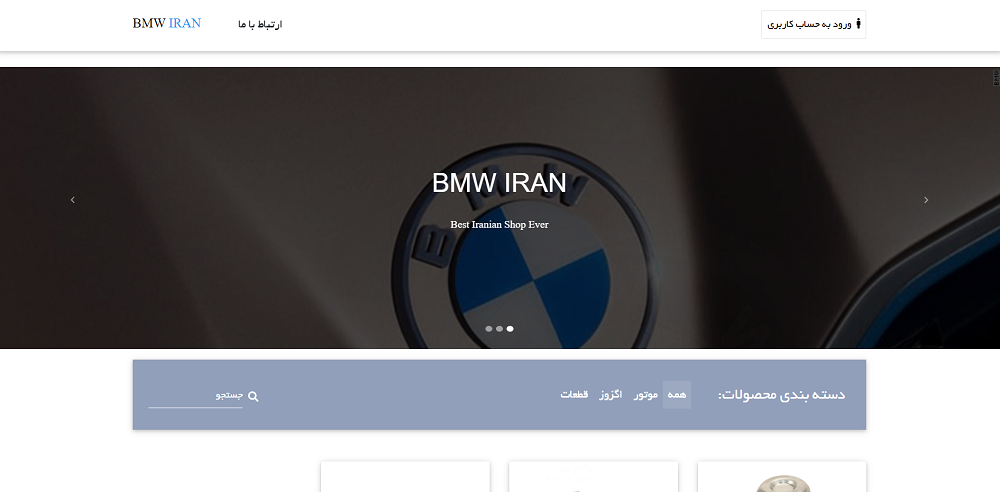 BMW IRAN
ارتباط با ما
ورود به حساب کاربری
BMW
BMW IRAN
Best Iranian Shop Ever
دسته بندی محصولات:
همه
موتور
اگزوز
قطعات
جستجو